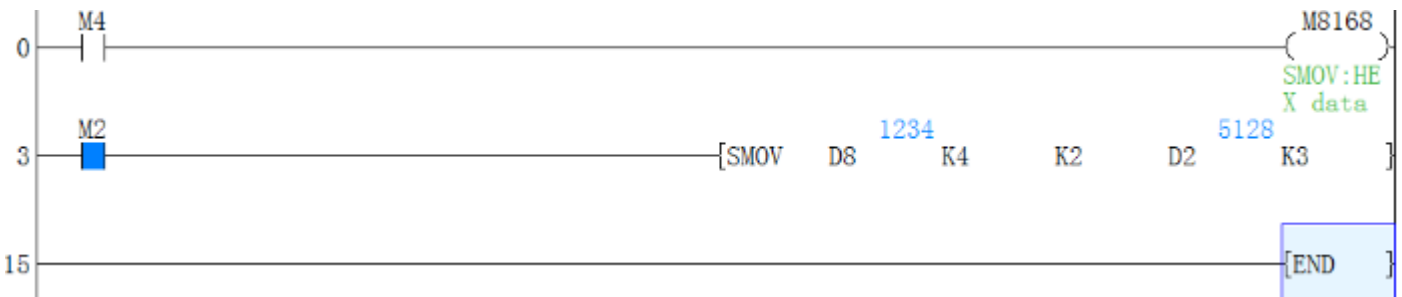 M4 M8168
0 ( )
SMOV:HE
X data
M2 1234 5128
3 [SMOV D8 K4 K2 D2 K3 ]
15 [END ]